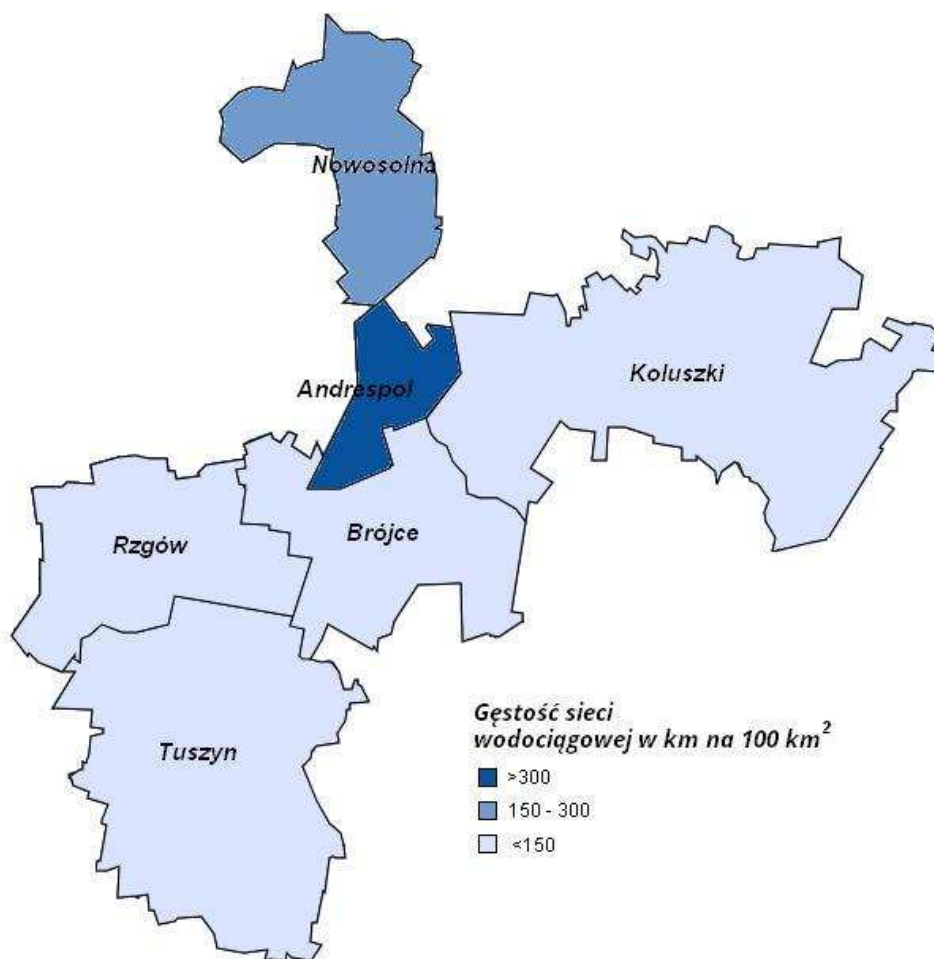 Nowosolna
Koluszki
Andrespol
Brójce
Rzgów
Gęstość sieci
wodociągowej w km na 100 km²
Tuszyn
>300
150 - 300
<150